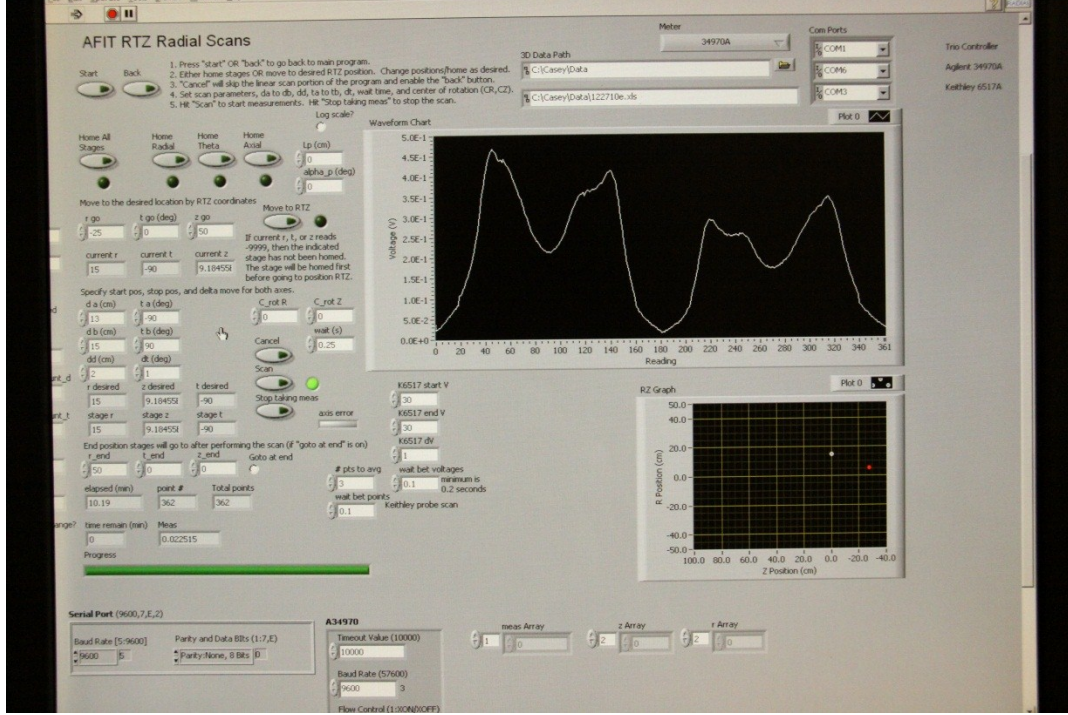 AFIT RTZ Radial Scans
1. Press "start" OR "back" to go back to main program.
2. Either home stages OR move to desired RTZ position. Change positions/home as desired.
3. "Cancel" will skip the linear scan portion of the program and enable the "back" button.
4. Set scan parameters, da to db, dd, ta to tb, dt, wait time, and center of rotation (CR,CZ).
5. Hit "Scan" to start measurements. Hit "Stop taking meas" to stop the scan.
Start Back
Meter
34970A
3D Data Path
C:\Casey\Data
C:\Casey\Data\122710e.xls
Com Ports
COM1
COM6
COM3
Trio Controller
Agilent 34970A
Keithley 6517A
Log scale?
Home All Stages
Home Radial
Home Theta
Home Axial
Lp (cm)
0
alpha_p (deg)
0
Move to the desired location by RTZ coordinates
r go t go (deg) z go
-25 0 50
Move to RTZ
current r current t current z
15 -90 9.18455
If current r, t, or z reads
-9999, then the indicated
stage has not been homed.
The stage will be homed first
before going to position RTZ.
Specify start pos, stop pos, and delta move for both axes.
d a (cm) t a (deg)
13 -90
d b (cm) t b (deg)
15 90
dd (cm) dt (deg)
2 1
C_rot R C_rot Z
0 0
wait (s)
0.25
Cancel
Scan
Stop taking meas
r desired z desired t desired
15 9.18455 -90
stage r stage z stage t
15 9.18455 -90
axis error
End position stages will go to after performing the scan (if "goto at end" is on)
r_end t_end z_end Goto at end
50 0 0
elapsed (min) point # Total points
10.19 362 362
time remain (min) Meas
0 0.022515
Progress
Waveform Chart
Plot 0
Voltage (V)
5.0E-1
4.5E-1
4.0E-1
3.5E-1
3.0E-1
2.5E-1
2.0E-1
1.5E-1
1.0E-1
5.0E-2
0.0E+0
0 20 40 60 80 100 120 140 160 180 200 220 240 260 280 300 320 340 361
Reading
K6517 start V
30
K6517 end V
30
K6517 dV
1
# pts to avg wait bet voltages
3 0.1
minimum is
0.2 seconds
wait bet points
0.1
Keithley probe scan
RZ Graph
Plot 0
R Position (cm)
50.0
40.0
20.0
0.0
-20.0
-40.0
-50.0
100.0 80.0 60.0 40.0 20.0 0.0 -20.0 -40.0
Z Position (cm)
Serial Port (9600,7,E,2)
Baud Rate [5:9600] Parity and Data BIts (1:7,E)
9600 5 Parity:None, 8 Bits 0
A34970
Timeout Value (10000)
10000
Baud Rate (57600)
9600 3
Flow Control (1:XON/XOFF)
meas Array z Array r Array
1 0 2 0 2 0